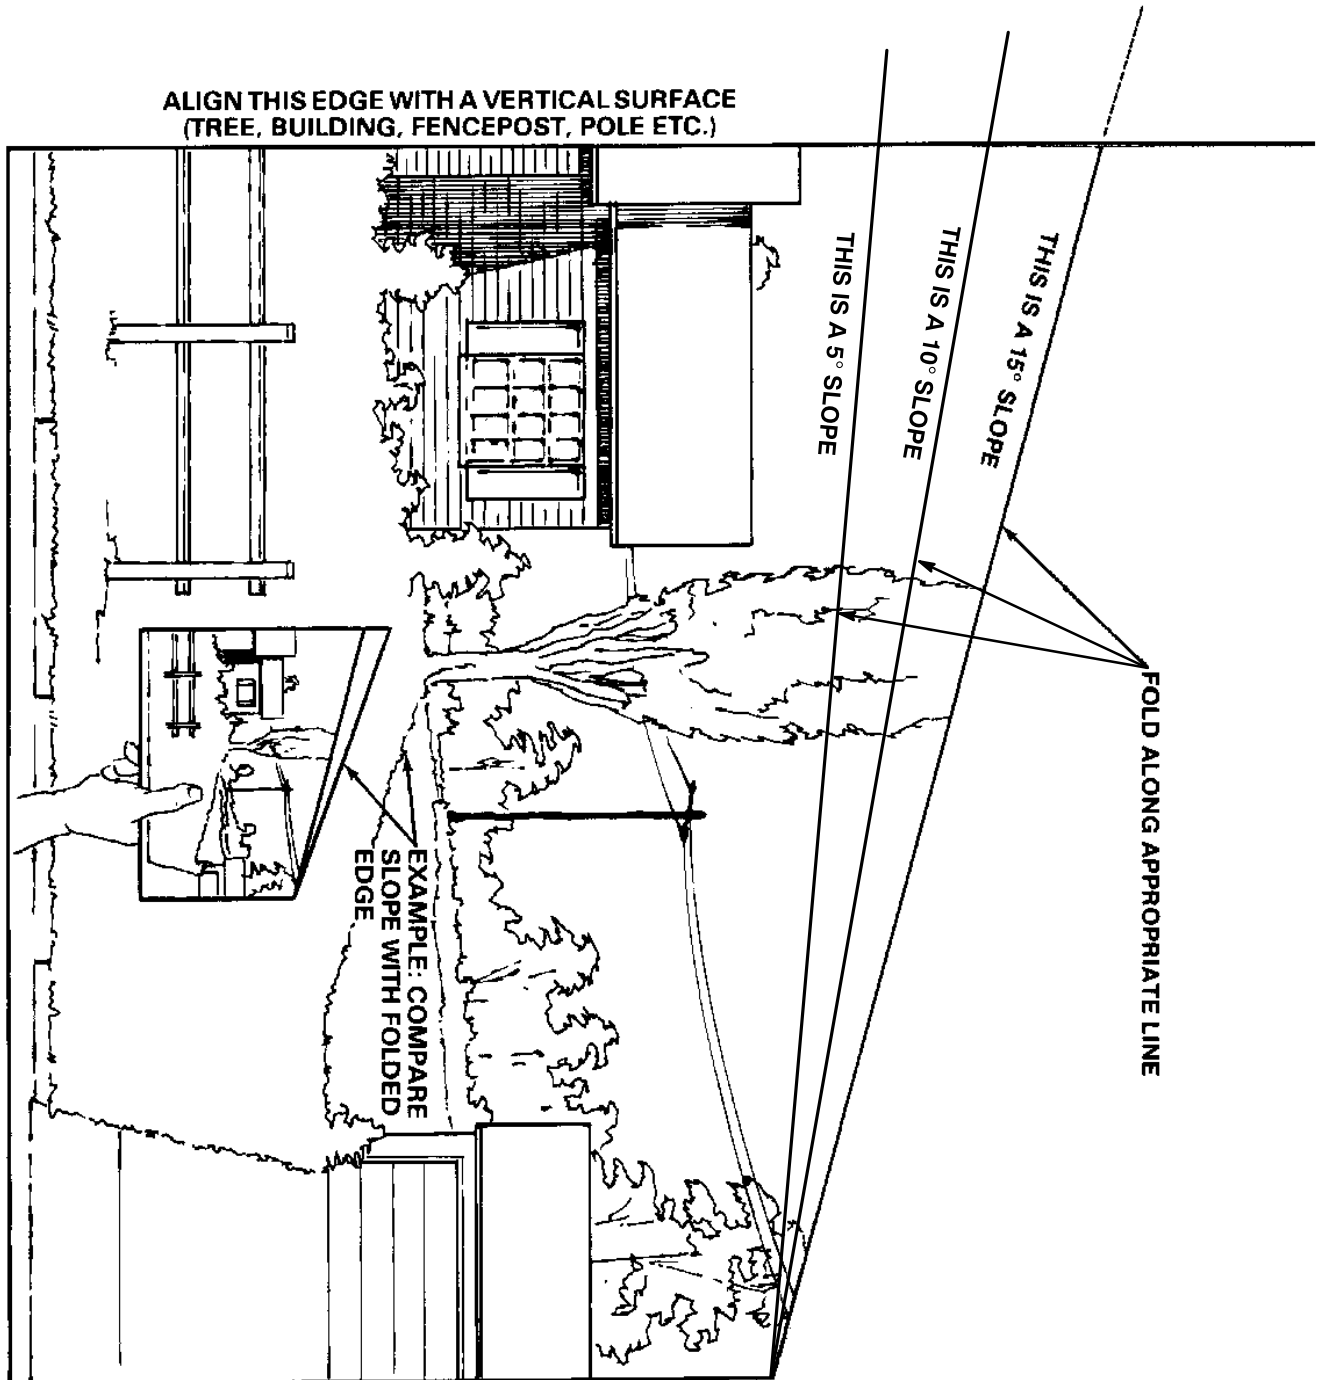 ALIGN THIS EDGE WITH A VERTICAL SURFACE
(TREE, BUILDING, FENCEPOST, POLE ETC.)
THIS IS A 5° SLOPE
THIS IS A 10° SLOPE
THIS IS A 15° SLOPE
FOLD ALONG APPROPRIATE LINE
EXAMPLE: COMPARE
SLOPE WITH FOLDED
EDGE